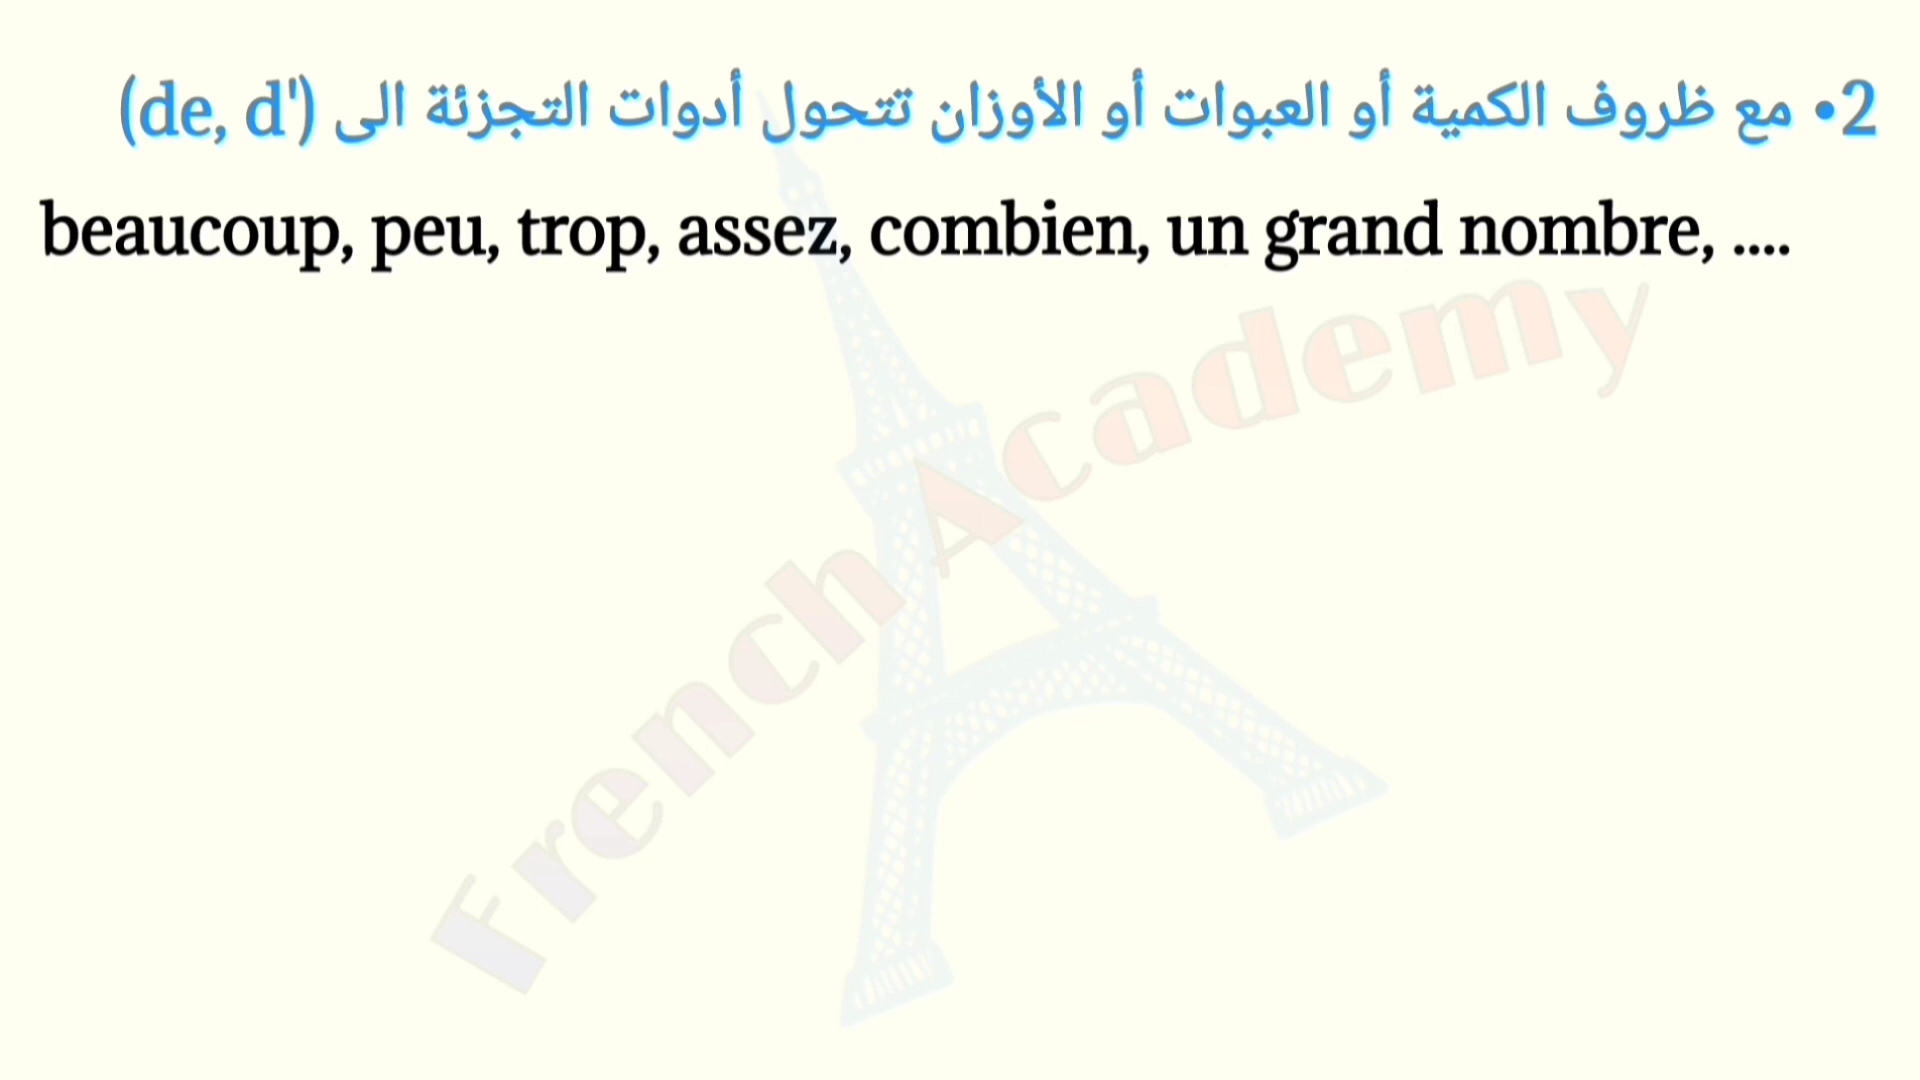 2• مع ظروف الكمية أو العبوات أو الأوزان تتحول أدوات التجزئة الى (de, d')
beaucoup, peu, trop, assez, combien, un grand nombre, ....
French Academy